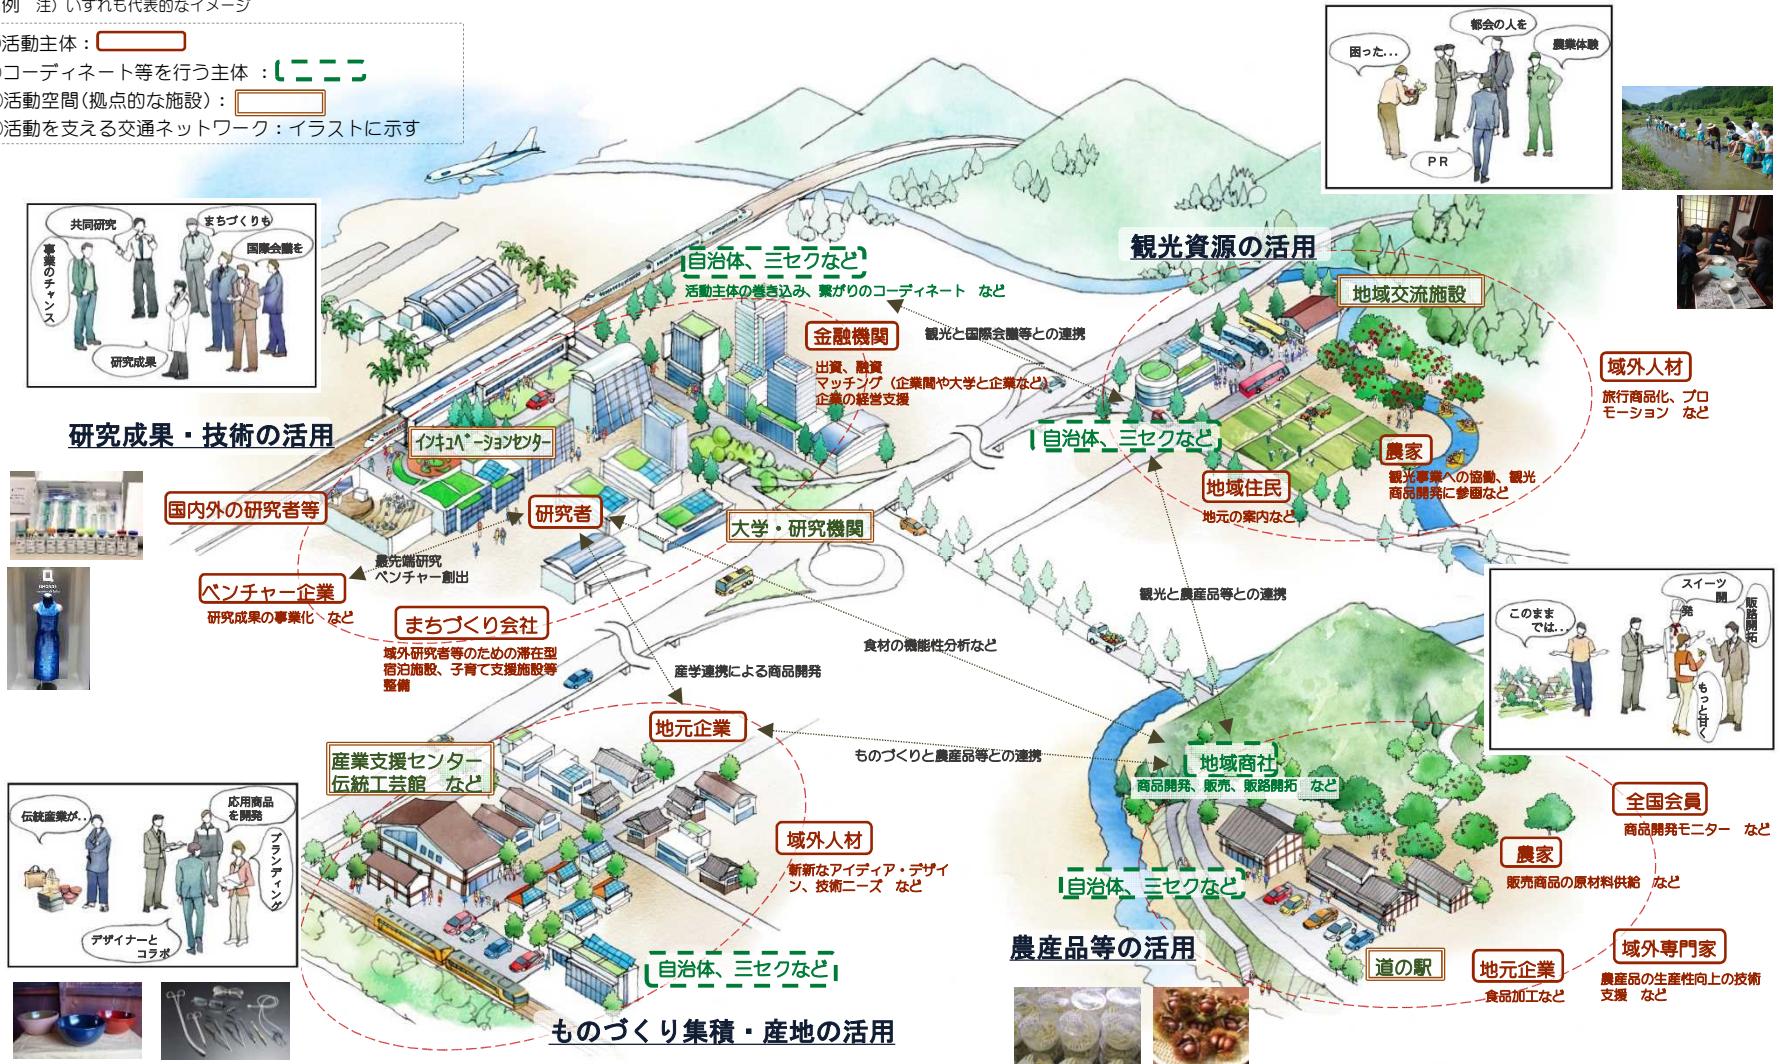 例　注）いずれも代表的なイメージ
活動主体：
コーディネート等を行う主体 ：
活動空間(拠点的な施設)：
活動を支える交通ネットワーク：イラストに示す
困った...
都会の人を
農業体験
PR
共同研究
まちづくりも
国際会議を
事業のチャンス
研究成果
研究成果・技術の活用
自治体、三セクなど
活動主体の巻き込み、繋がりのコーディネート　など
観光資源の活用
地域交流施設
金融機関
出資、融資
マッチング（企業間や大学と企業など）
企業の経営支援
観光と国際会議等との連携
域外人材
旅行商品化、プロ
モーション　など
インキュベーションセンター
自治体、三セクなど
農家
観光事業への協働、観光
商品開発に参画など
地域住民
地元の案内など
国内外の研究者等
研究者
大学・研究機関
最先端研究
ベンチャー創出
ベンチャー企業
研究成果の事業化　など
まちづくり会社
域外研究者等のための滞在型
宿泊施設、子育て支援施設等
整備
観光と農産品等との連携
食材の機能性分析など
産学連携による商品開発
このまま
では...
スイーツ
開
発
販路開拓
もっと甘く
地元企業
産業支援センター
伝統工芸館　など
ものづくりと農産品等との連携
地域商社
商品開発、販売、販路開拓　など
全国会員
商品開発モニター　など
伝統産業が..
応用商品
を開発
ブランディング
デザイナーと
コラボ
域外人材
斬新なアイディア・デザイ
ン、技術ニーズ　など
農家
販売商品の原材料供給　など
自治体、三セクなど
農産品等の活用
道の駅
地元企業
食品加工など
域外専門家
農産品の生産性向上の技術
支援　など
自治体、三セクなど
ものづくり集積・産地の活用